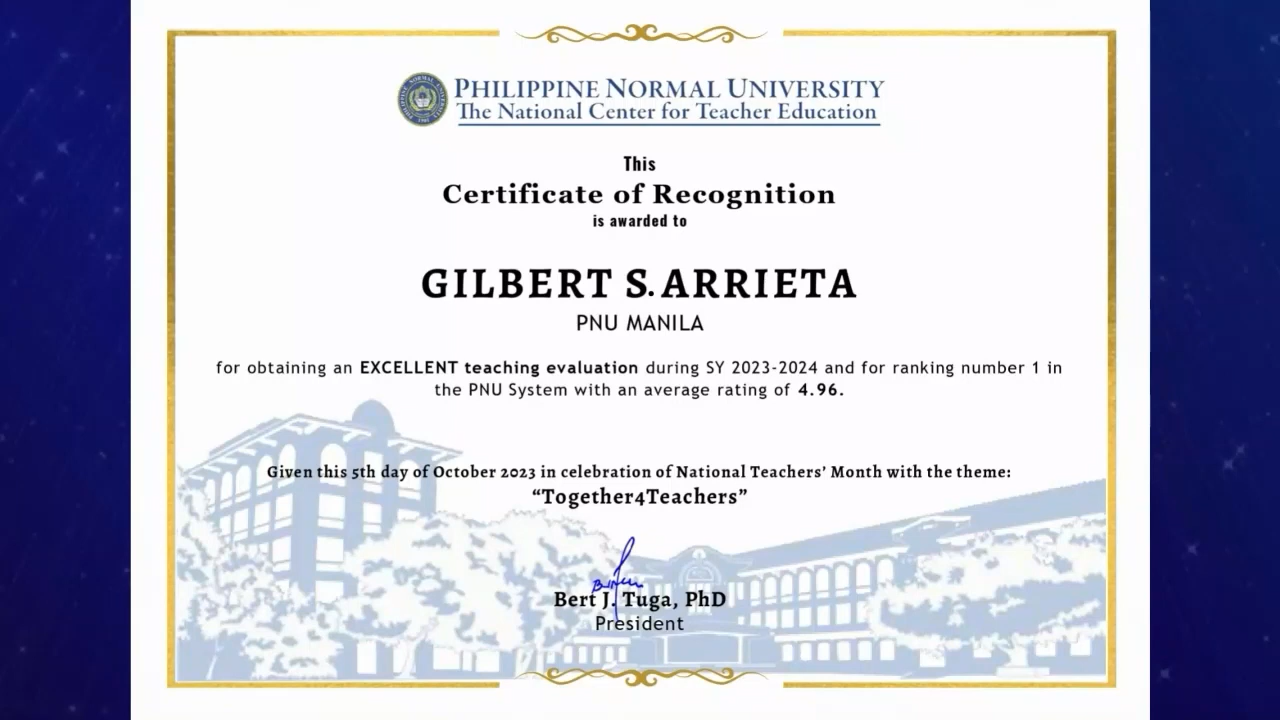 PHILIPPINE NORMAL UNIVERSITY
The National Center for Teacher Education
This
Certificate of Recognition
is awarded to
GILBERT S. ARRIETA
PNU MANILA
for obtaining an EXCELLENT teaching evaluation during SY 2023-2024 and for ranking number 1 in
the PNU System with an average rating of 4.96.
Given this 5th day of October 2023 in celebration of National Teachers’ Month with the theme:
“Together4Teachers”
Bert J. Tuga, PhD
President